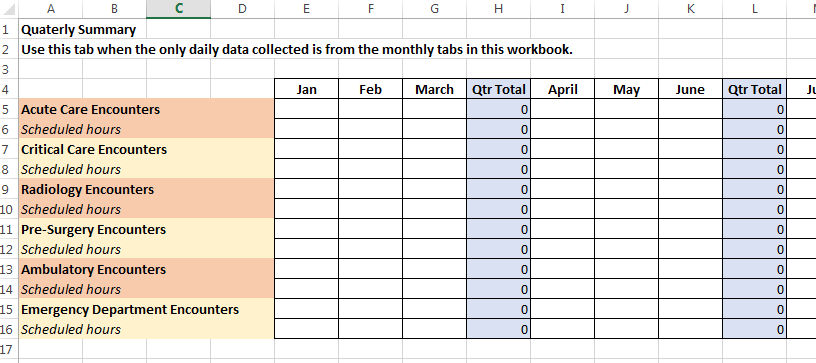 A B C D E F G H I J K L
1 Quaterly Summary
2 Use this tab when the only daily data collected is from the monthly tabs in this workbook.
3
4 Jan Feb March Qtr Total April May June Qtr Total
5 Acute Care Encounters 0 0
6 Scheduled hours 0 0
7 Critical Care Encounters 0 0
8 Scheduled hours 0 0
9 Radiology Encounters 0 0
10 Scheduled hours 0 0
11 Pre-Surgery Encounters 0 0
12 Scheduled hours 0 0
13 Ambulatory Encounters 0 0
14 Scheduled hours 0 0
15 Emergency Department Encounters 0 0
16 Scheduled hours 0 0
17